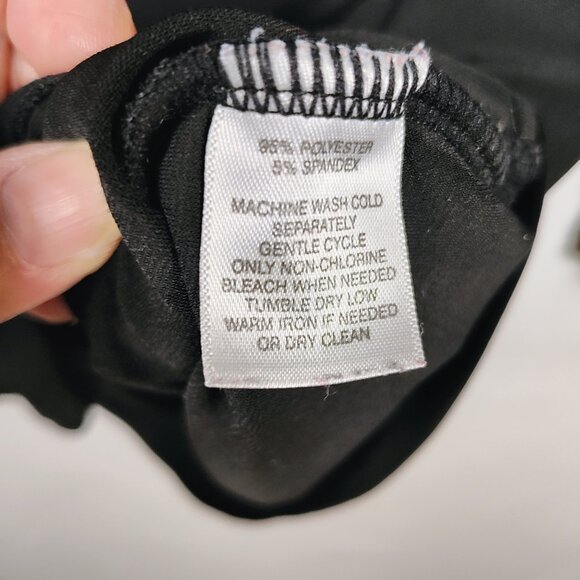 95% POLYESTER
5% SPANDEX
MACHINE WASH COLD
SEPARATELY
GENTLE CYCLE
ONLY NON-CHLORINE
BLEACH WHEN NEEDED
TUMBLE DRY LOW
WARM IRON IF NEEDED
OR DRY CLEAN